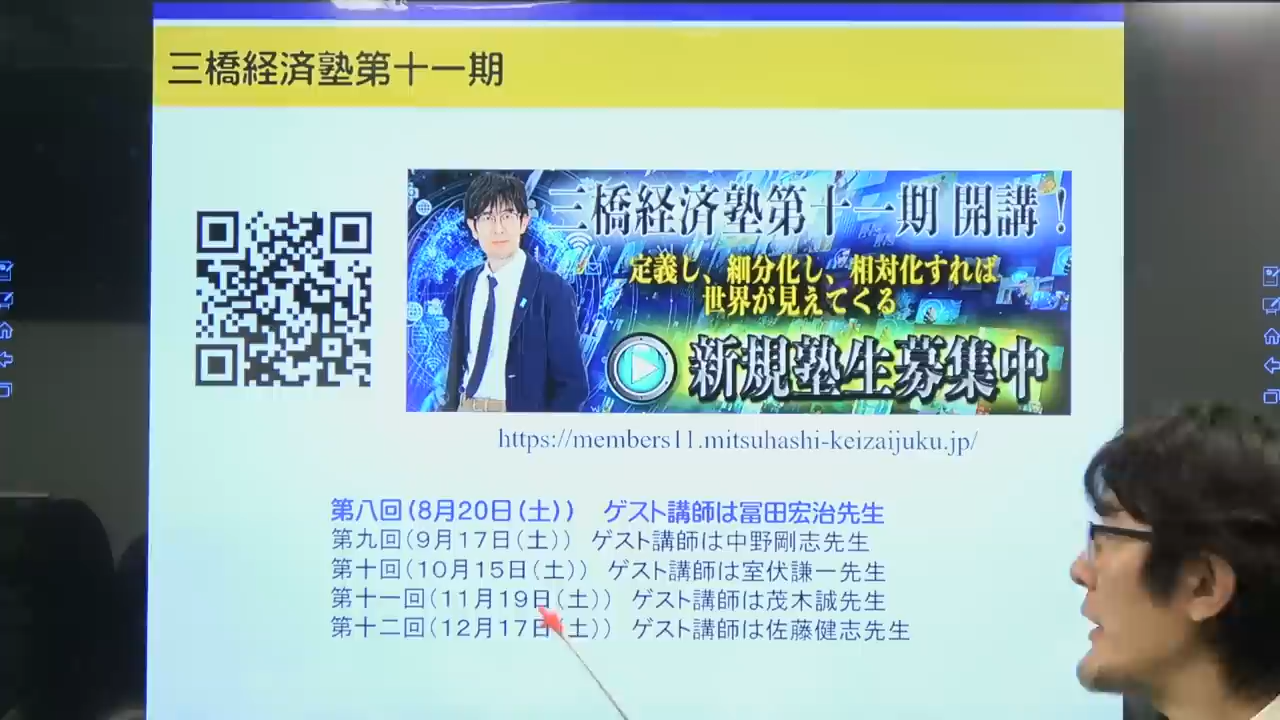 三橋経済塾第十一期
三橋経済塾第十一期 開講！
定義し、細分化し、相対化すれば
世界が見えてくる
新規塾生募集中
https://members11.mitsuhashi-keizaijuku.jp/
第八回(8月20日(土))　ゲスト講師は冨田宏治先生
第九回(9月17日(土))　ゲスト講師は中野剛志先生
第十回(10月15日(土))　ゲスト講師は室伏謙一先生
第十一回(11月19日(土))　ゲスト講師は茂木誠先生
第十二回(12月17日(土))　ゲスト講師は佐藤健志先生